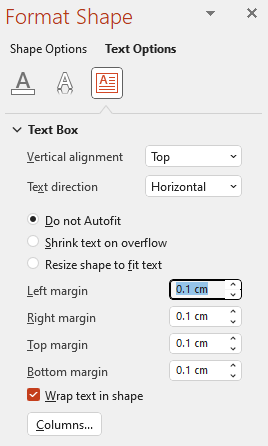 Format Shape
Shape Options Text Options
A A A
Text Box
Vertical alignment Top
Text direction Horizontal
Do not Autofit
Shrink text on overflow
Resize shape to fit text
Left margin 0.1 cm
Right margin 0.1 cm
Top margin 0.1 cm
Bottom margin 0.1 cm
Wrap text in shape
Columns...